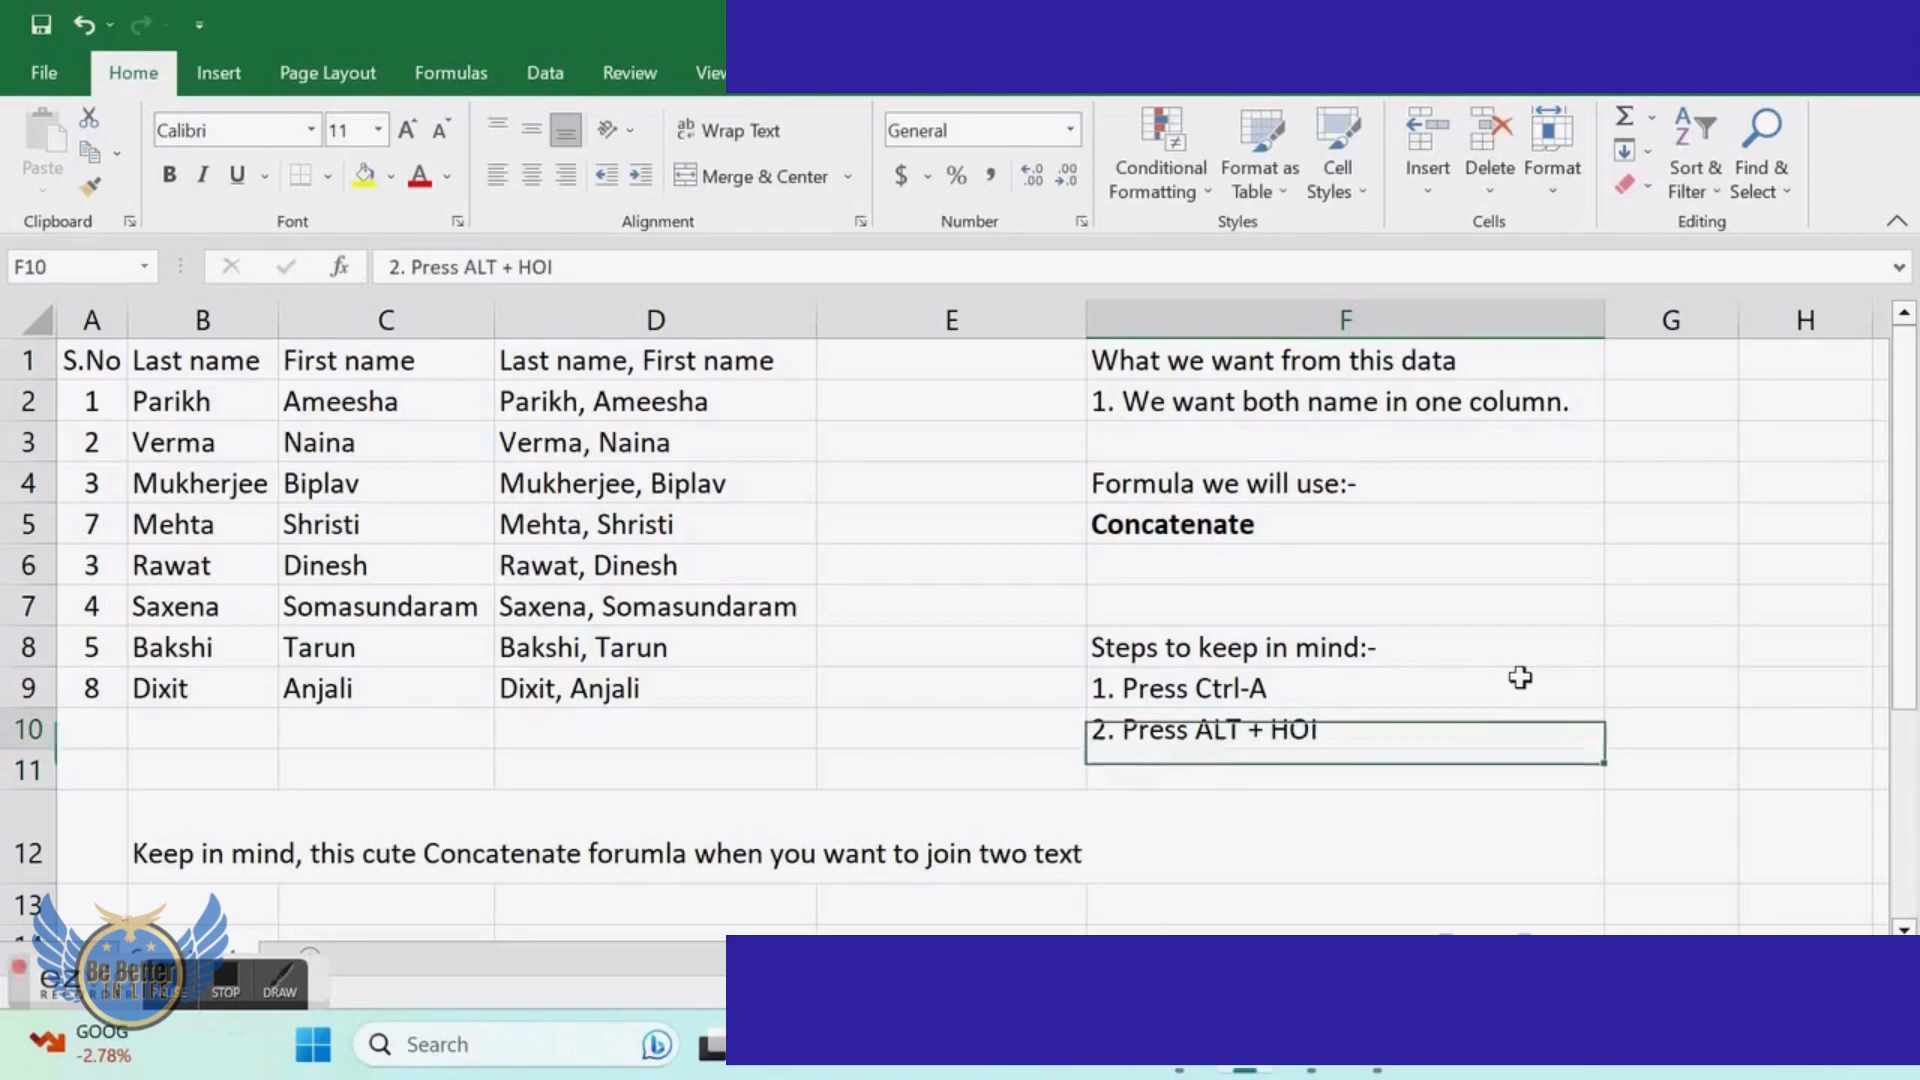 File Home Insert Page Layout Formulas Data Review View
Calibri 11 Wrap Text General
Paste Merge & Center Conditional Formatting Format as Table Cell Styles Insert Delete Format Sort & Filter Find & Select
Clipboard Font Alignment Number Styles Cells Editing
F10 fx 2. Press ALT + HOI
A B C D E F G H
1 S.No Last name First name Last name, First name What we want from this data
2 1 Parikh Ameesha Parikh, Ameesha 1. We want both name in one column.
3 2 Verma Naina Verma, Naina
4 3 Mukherjee Biplav Mukherjee, Biplav Formula we will use:-
5 7 Mehta Shristi Mehta, Shristi Concatenate
6 3 Rawat Dinesh Rawat, Dinesh
7 4 Saxena Somasundaram Saxena, Somasundaram
8 5 Bakshi Tarun Bakshi, Tarun Steps to keep in mind:-
9 8 Dixit Anjali Dixit, Anjali 1. Press Ctrl-A
10 2. Press ALT + HOI
11
12 Keep in mind, this cute Concatenate forumla when you want to join two text
13
Be Better
IN LIFE
STOP DRAW
GOOG
-2.78%
Search